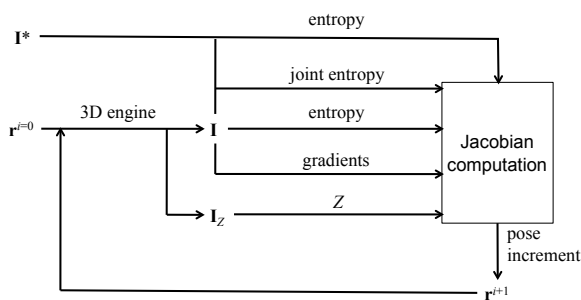 entropy
I*
joint entropy
3D engine
entropy
r^{i=0}
I
Jacobian
computation
gradients
I_Z
Z
pose
increment
r^{i+1}